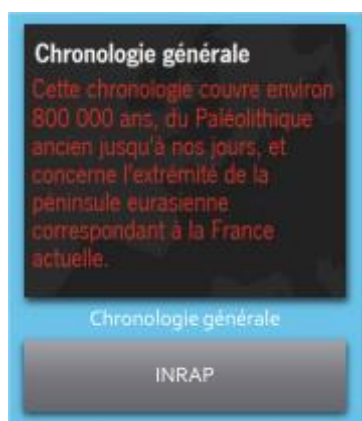 Chronologie générale
Cette chronologie couvre environ
800 000 ans, du Paléolithique
ancien jusqu'à nos jours, et
concerne l'extrémité de la
péninsule eurasienne
correspondant à la France
actuelle.
Chronologie générale
INRAP